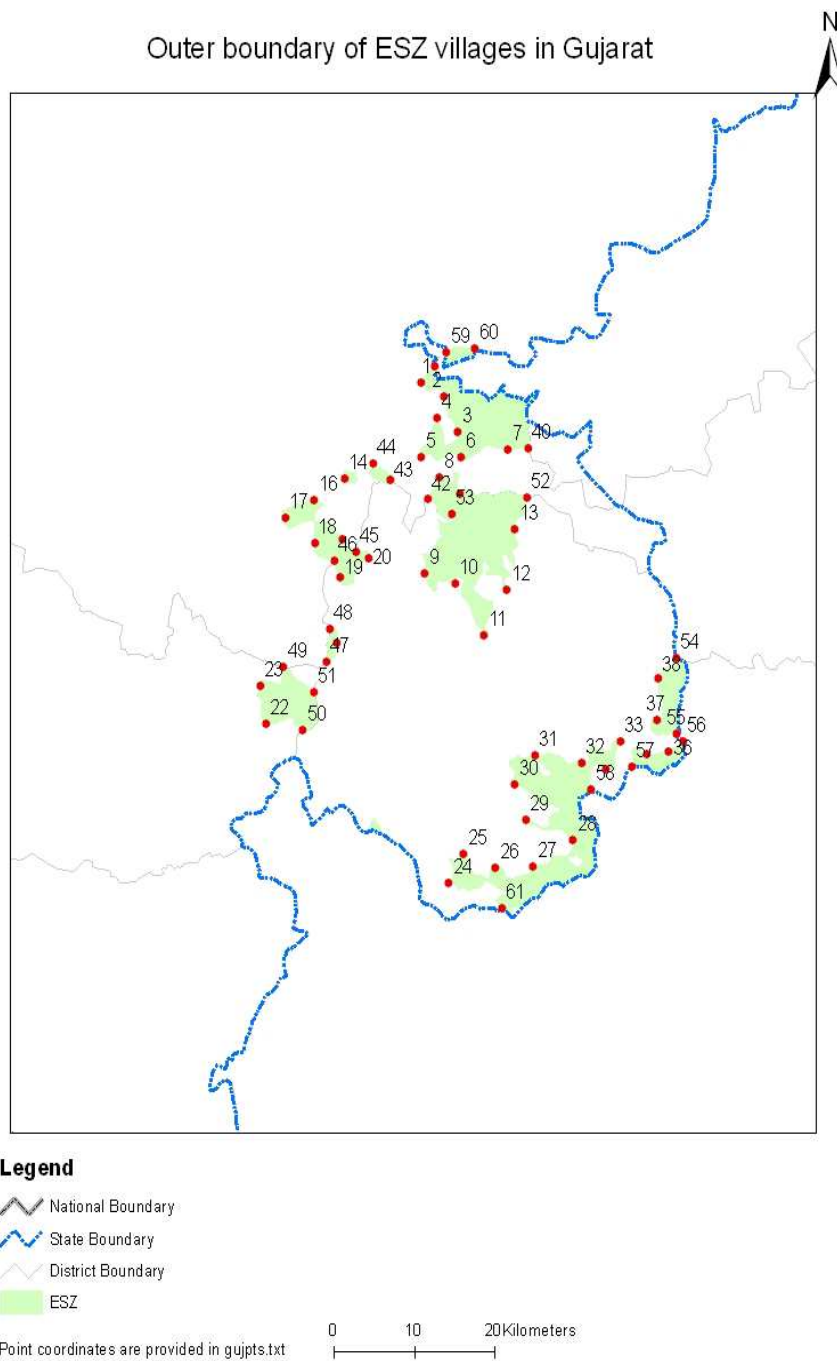 Outer boundary of ESZ villages in Gujarat
N
59 60
1
2
4
3
5 6 7 40
44
14 43 8
16 42 52
17 53
13
18 45
46 20
19 9 10 12
11
48
47
49
23 51
22 50
54
38
37 55 56
33 36
31 32 57
30 58
29
28
25 26 27
24
61
Legend
National Boundary
State Boundary
District Boundary
ESZ
0 10 20Kilometers
Point coordinates are provided in gujpts.txt